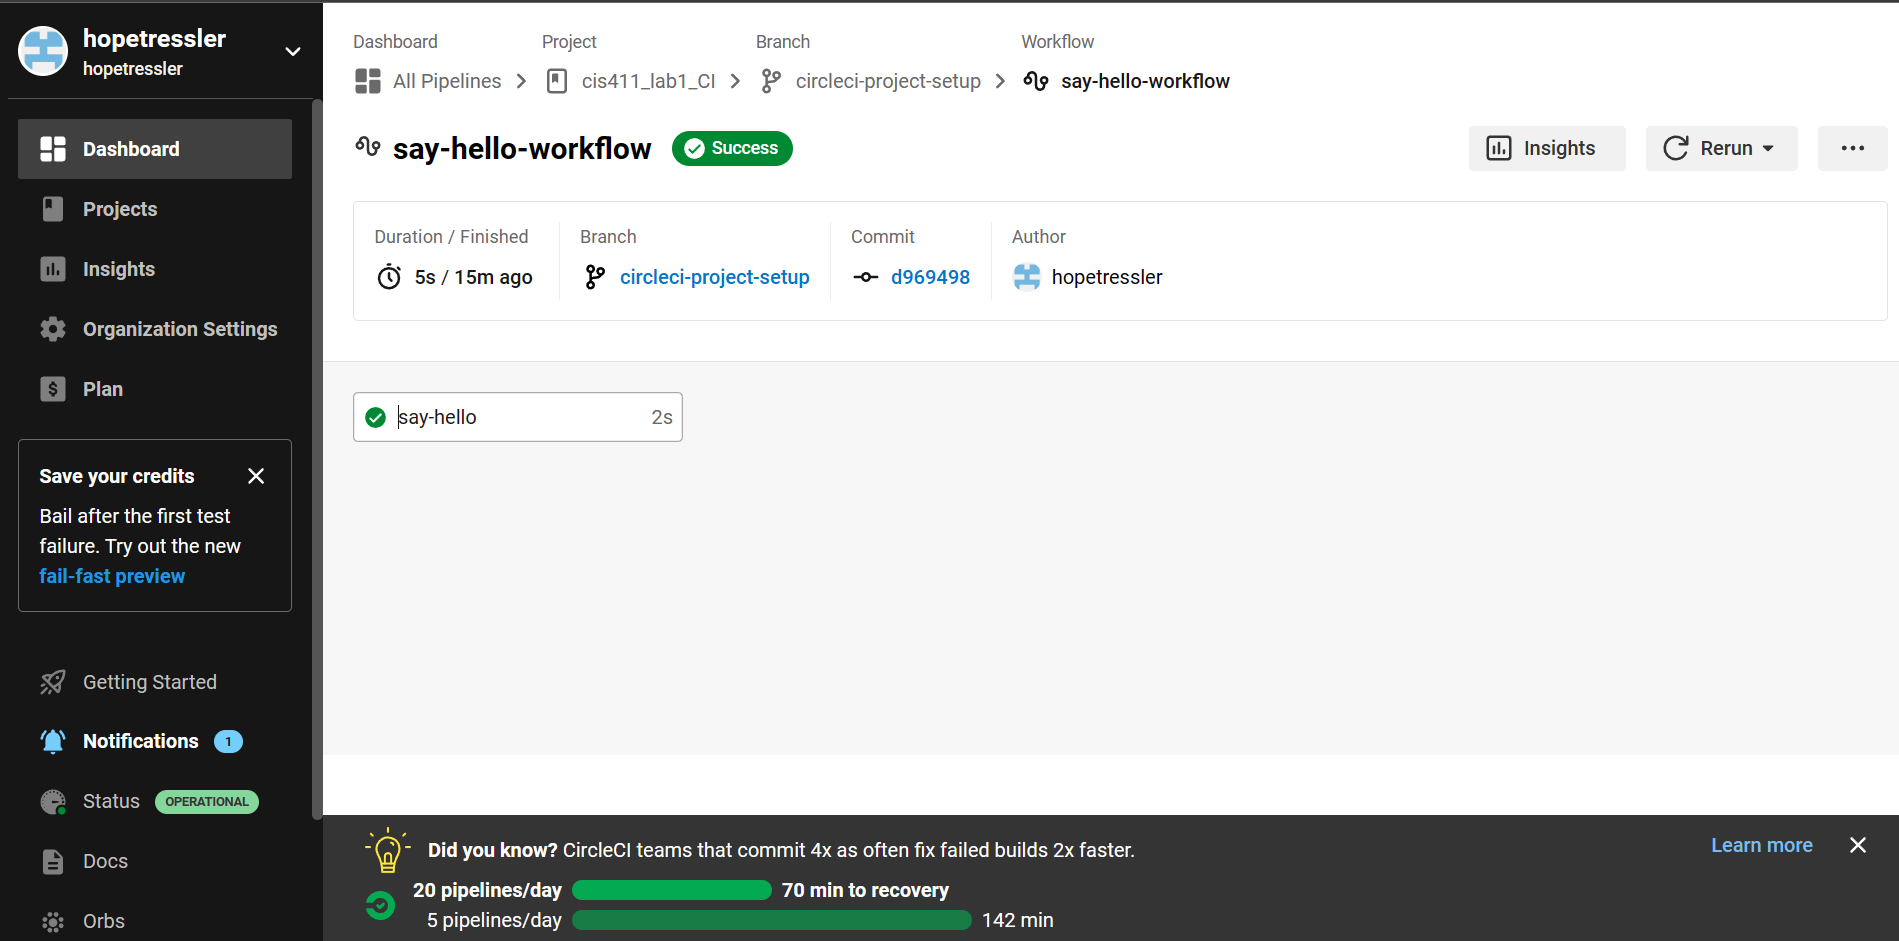 hopetressler
hopetressler
Dashboard
Projects
Insights
Organization Settings
Plan
Save your credits
Bail after the first test
failure. Try out the new
fail-fast preview
Getting Started
Notifications 1
Status OPERATIONAL
Docs
Orbs
Dashboard Project Branch Workflow
All Pipelines cis411_lab1_CI circleci-project-setup say-hello-workflow
say-hello-workflow Success Insights Rerun
Duration / Finished Branch Commit Author
5s / 15m ago circleci-project-setup d969498 hopetressler
say-hello 2s
Did you know? CircleCI teams that commit 4x as often fix failed builds 2x faster. Learn more
20 pipelines/day 70 min to recovery
5 pipelines/day 142 min